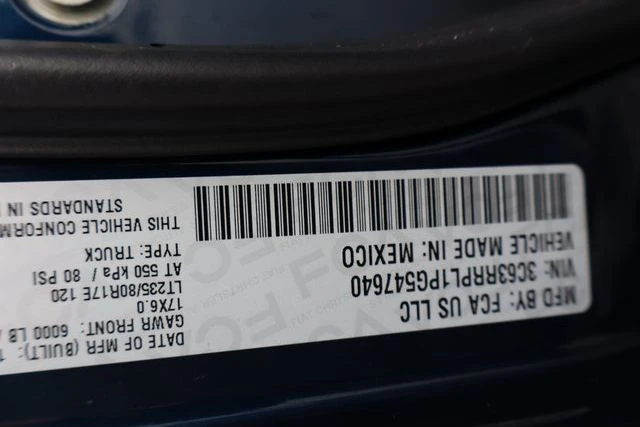 MFD BY: FCA US LLC
DATE OF MFR (BUILT):
GAWR FRONT: 6000 LB
17X6.0
LT235/80R17E 120
AT 550 kPa / 80 PSI
TYPE: TRUCK
THIS VEHICLE CONFORM
STANDARDS IN
VIN: 3C63RRPL1PG547640
VEHICLE MADE IN: MEXICO